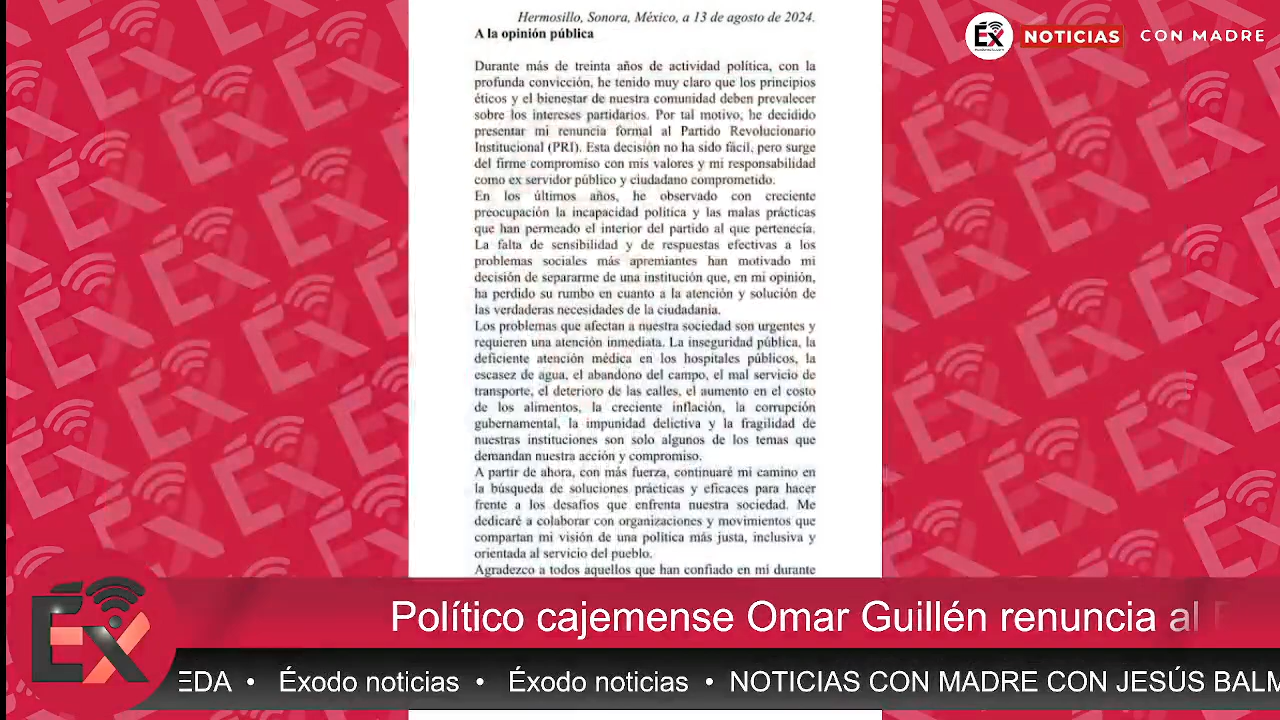 Hermosillo, Sonora, México, a 13 de agosto de 2024.
A la opinión pública
ÉX NOTICIAS CON MADRE
Durante más de treinta años de actividad política, con la
profunda convicción, he tenido muy claro que los principios
éticos y el bienestar de nuestra comunidad deben prevalecer
sobre los intereses partidarios. Por tal motivo, he decidido
presentar mi renuncia formal al Partido Revolucionario
Institucional (PRI). Esta decisión no ha sido fácil, pero surge
del firme compromiso con mis valores y mi responsabilidad
como ex servidor público y ciudadano comprometido.
En los últimos años, he observado con creciente
preocupación la incapacidad política y las malas prácticas
que han permeado el interior del partido al que pertenecía.
La falta de sensibilidad y de respuestas efectivas a los
problemas sociales más apremiantes han motivado mi
decisión de separarme de una institución que, en mi opinión,
ha perdido su rumbo en cuanto a la atención y solución de
las verdaderas necesidades de la ciudadanía.
Los problemas que afectan a nuestra sociedad son urgentes y
requieren una atención inmediata. La inseguridad pública, la
deficiente atención médica en los hospitales públicos, la
escasez de agua, el abandono del campo, el mal servicio de
transporte, el deterioro de las calles, el aumento en el costo
de los alimentos, la creciente inflación, la corrupción
gubernamental, la impunidad delictiva y la fragilidad de
nuestras instituciones son solo algunos de los temas que
demandan nuestra acción y compromiso.
A partir de ahora, con más fuerza, continuaré mi camino en
la búsqueda de soluciones prácticas y eficaces para hacer
frente a los desafíos que enfrenta nuestra sociedad. Me
dedicaré a colaborar con organizaciones y movimientos que
compartan mi visión de una política más justa, inclusiva y
orientada al servicio del pueblo.
Agradezco a todos aquellos que han confiado en mi durante
ÉX
Político cajemense Omar Guillén renuncia al
EDA • Éxodo noticias • Éxodo noticias • NOTICIAS CON MADRE CON JESÚS BALM